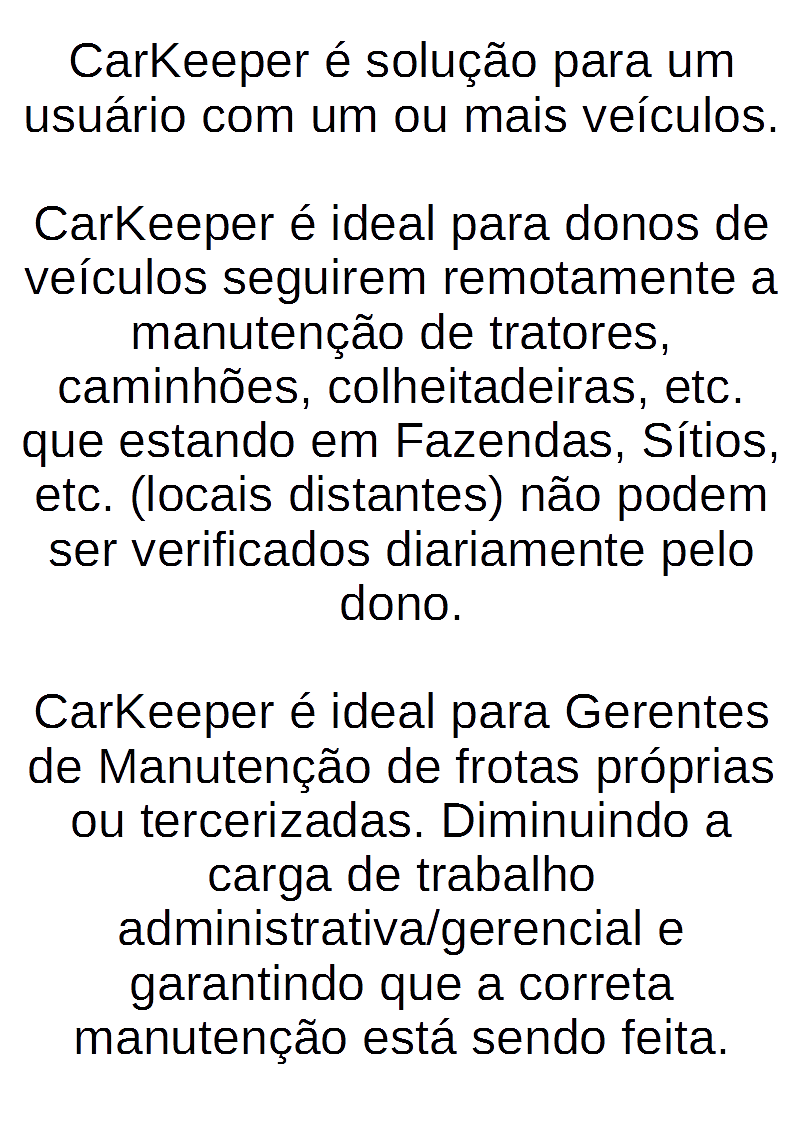 CarKeeper é solução para um
usuário com um ou mais veículos.
CarKeeper é ideal para donos de
veículos seguirem remotamente a
manutenção de tratores,
caminhões, colheitadeiras, etc.
que estando em Fazendas, Sítios,
etc. (locais distantes) não podem
ser verificados diariamente pelo
dono.
CarKeeper é ideal para Gerentes
de Manutenção de frotas próprias
ou tercerizadas. Diminuindo a
carga de trabalho
administrativa/gerencial e
garantindo que a correta
manutenção está sendo feita.